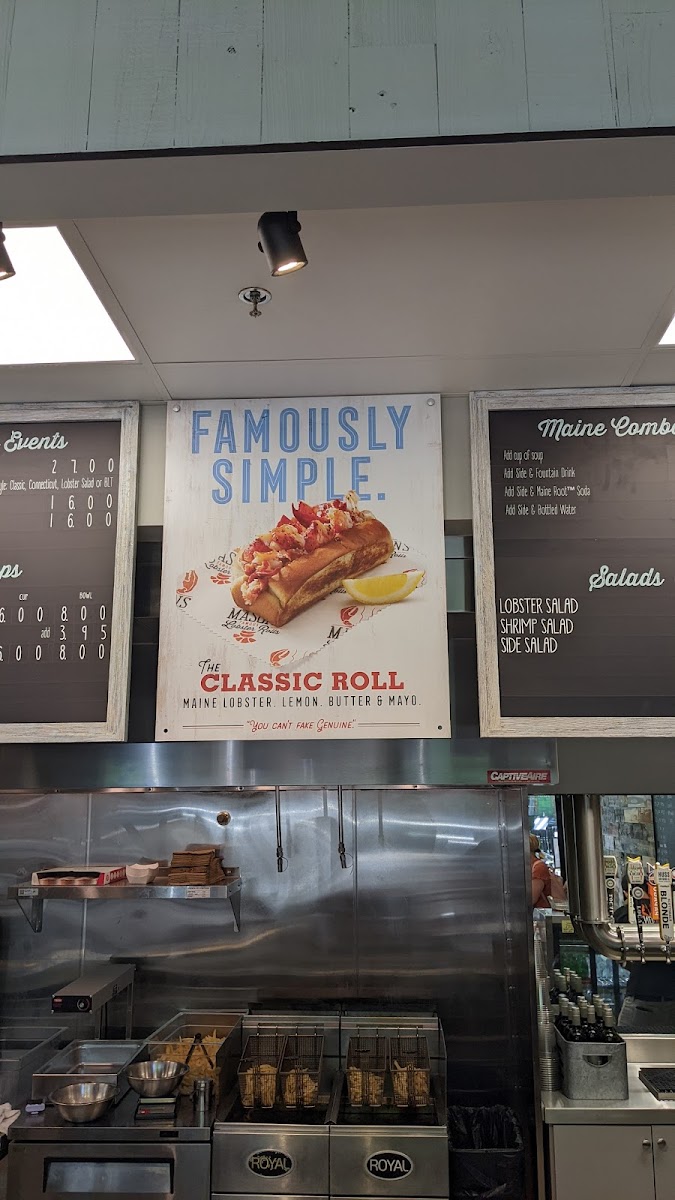 Events
27.00
Classic, Connecticut, Lobster Salad or BLT
16.00
16.00
CUP BOWL
6.00 8.00
add 3.95
8.00
FAMOUSLY
SIMPLE.
THE
CLASSIC ROLL
MAINE LOBSTER. LEMON. BUTTER & MAYO.
"YOU CAN'T FAKE GENUINE."
Maine Combo
Add cup of soup
Add Side & Fountain Drink
Add Side & Maine Root™ Soda
Add Side & Bottled Water
Salads
LOBSTER SALAD
SHRIMP SALAD
SIDE SALAD
CAPTIVEAIRE
BLONDE
ROYAL
ROYAL